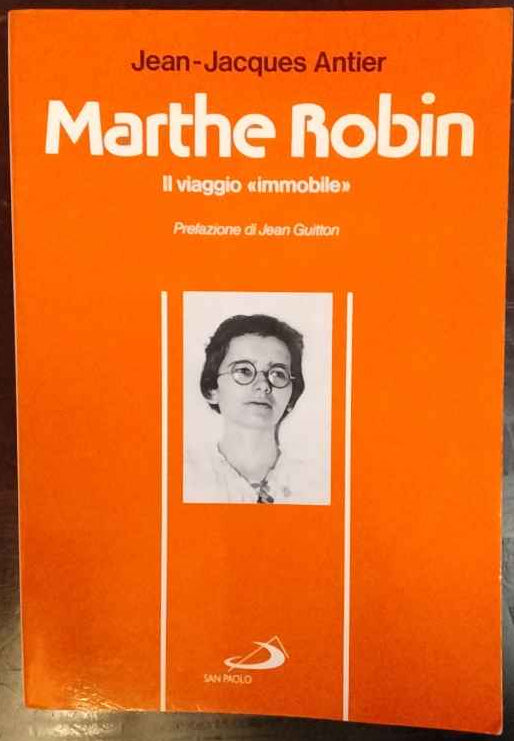 Jean-Jacques Antier
Marthe Robin
Il viaggio «immobile»
Prefazione di Jean Guitton
SAN PAOLO